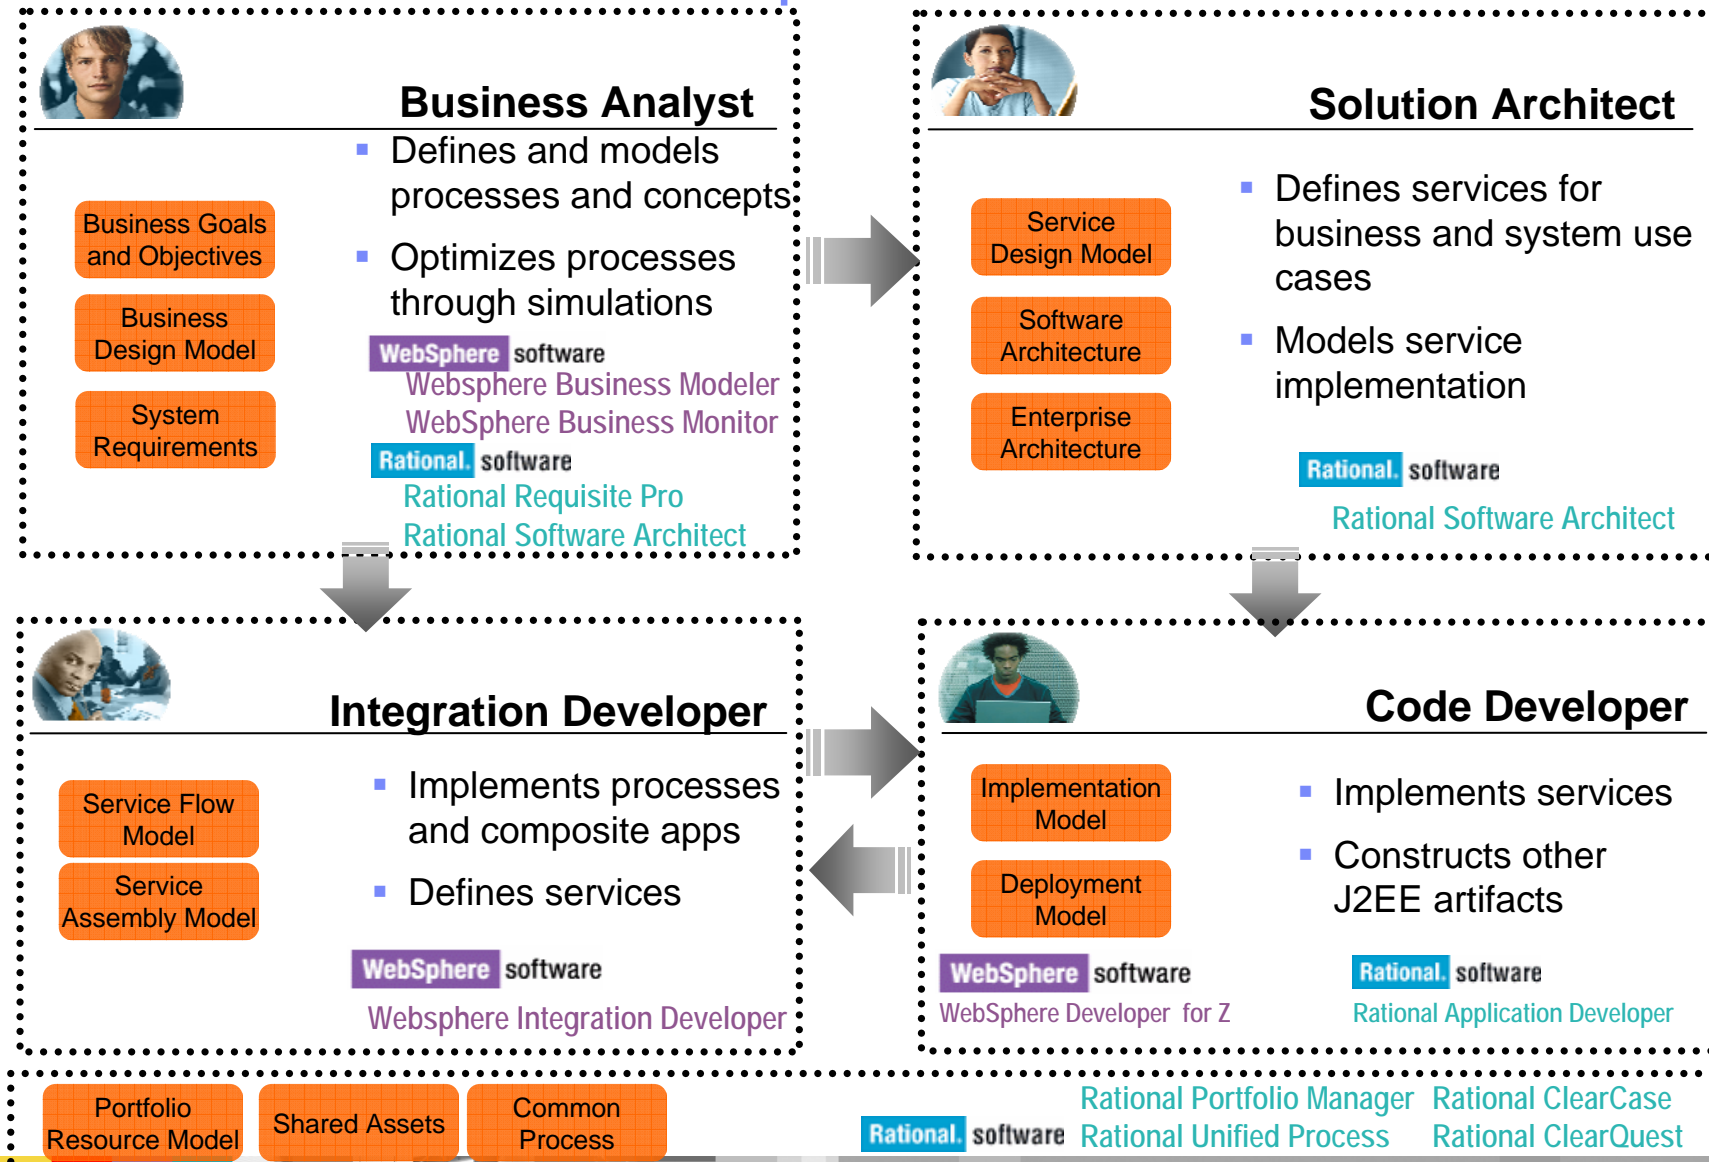 Business Analyst
Business Goals
and Objectives
Business
Design Model
System
Requirements
Defines and models
processes and concepts
Optimizes processes
through simulations
WebSphere software
Websphere Business Modeler
WebSphere Business Monitor
Rational. software
Rational Requisite Pro
Rational Software Architect
Solution Architect
Service
Design Model
Software
Architecture
Enterprise
Architecture
Defines services for
business and system use
cases
Models service
implementation
Rational. software
Rational Software Architect
Integration Developer
Service Flow
Model
Service
Assembly Model
Implements processes
and composite apps
Defines services
WebSphere software
Websphere Integration Developer
Code Developer
Implementation
Model
Deployment
Model
Implements services
Constructs other
J2EE artifacts
WebSphere software
WebSphere Developer for Z
Rational. software
Rational Application Developer
Portfolio
Resource Model
Shared Assets
Common
Process
Rational. software
Rational Portfolio Manager
Rational Unified Process
Rational ClearCase
Rational ClearQuest